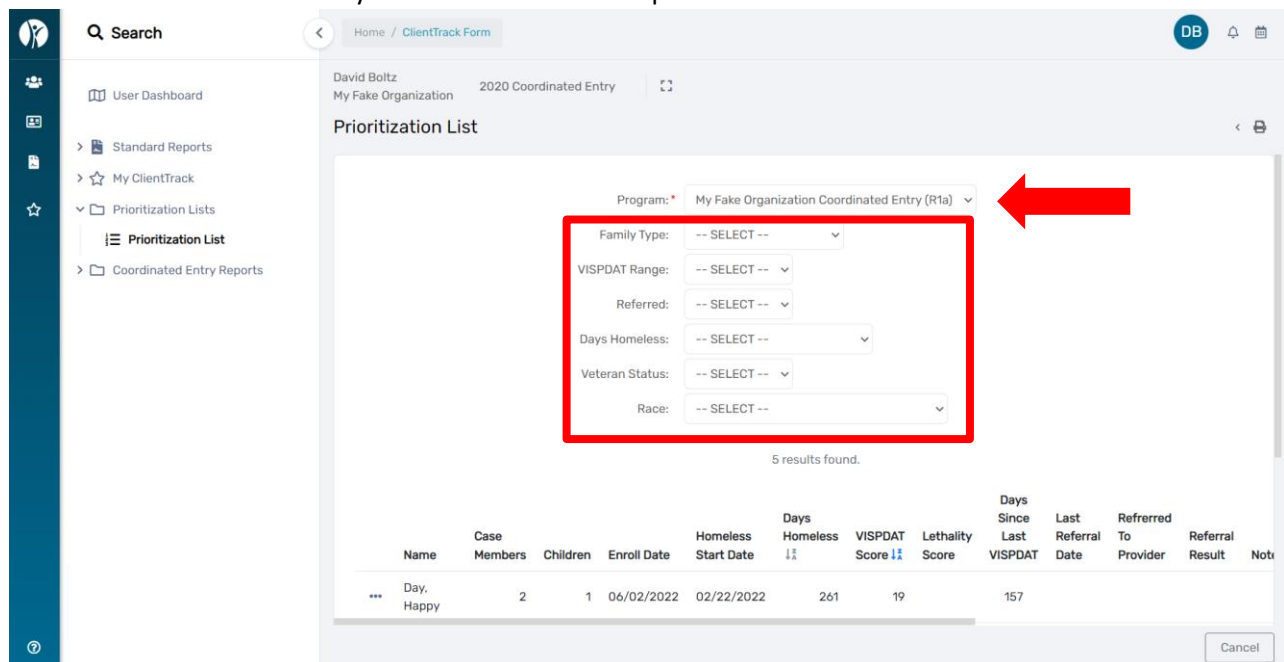 Search
Home / ClientTrack Form
DB
User Dashboard
Standard Reports
My ClientTrack
Prioritization Lists
Prioritization List
Coordinated Entry Reports
David Boltz
My Fake Organization
2020 Coordinated Entry
Prioritization List
Program:* My Fake Organization Coordinated Entry (R1a)
Family Type: -- SELECT --
VISPDAT Range: -- SELECT --
Referred: -- SELECT --
Days Homeless: -- SELECT --
Veteran Status: -- SELECT --
Race: -- SELECT --
5 results found.
Name
Case Members
Children
Enroll Date
Homeless Start Date
Days Homeless
VISPDAT Score
Lethality Score
Days Since Last VISPDAT
Last Referral Date
Refrerred To Provider
Referral Result
Day, Happy 2 1 06/02/2022 02/22/2022 261 19 157
Cancel